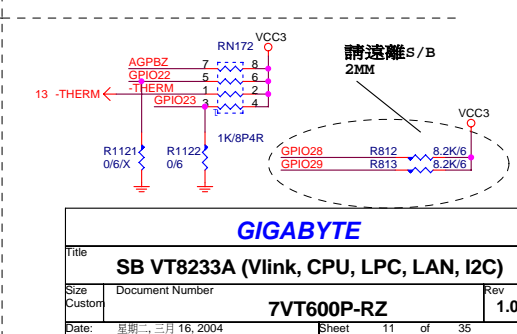 VCC3
RN172
AGPBZ 7 8
GPIO22 5 6
-THERM 1 2
13 -THERM
GPIO23 3 4
1K/8P4R
R1121
0/6/X
R1122
0/6
請遠離S/B
2MM
VCC3
GPIO28 R812 8.2K/6
GPIO29 R813 8.2K/6
GIGABYTE
Title
SB VT8233A (Vlink, CPU, LPC, LAN, I2C)
Size Document Number Rev
Custom 7VT600P-RZ 1.0
Date: 星期二, 三月 16, 2004 Sheet 11 of 35